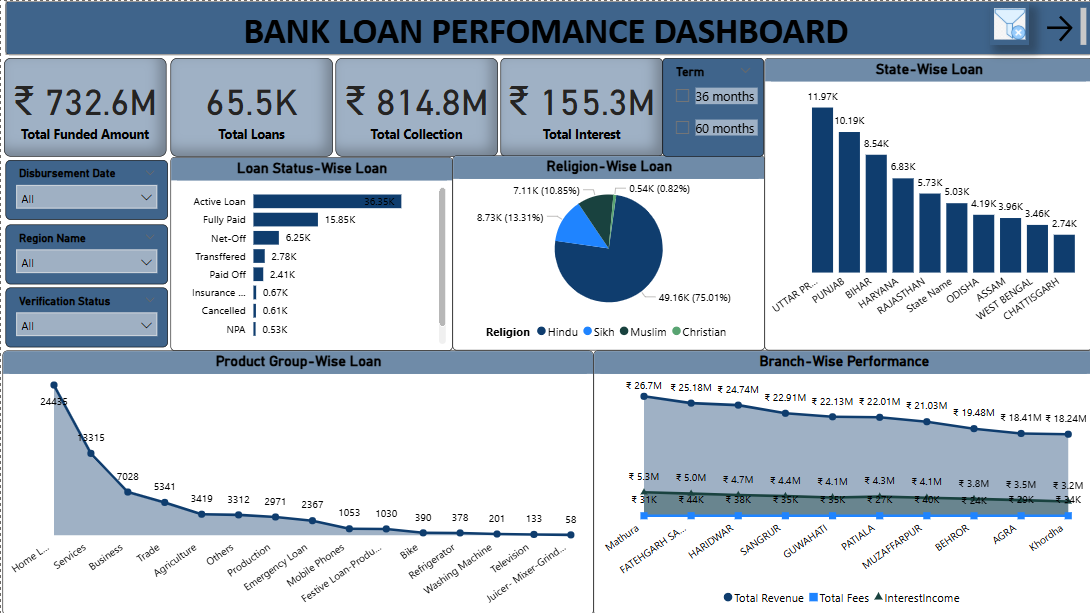 BANK LOAN PERFOMANCE DASHBOARD
₹ 732.6M
Total Funded Amount
65.5K
Total Loans
₹ 814.8M
Total Collection
₹ 155.3M
Total Interest
Term
36 months
60 months
Disbursement Date
All
Region Name
All
Verification Status
All
Loan Status-Wise Loan
Active Loan 36.35K
Fully Paid 15.85K
Net-Off 6.25K
Transffered 2.78K
Paid Off 2.41K
Insurance ... 0.67K
Cancelled 0.61K
NPA 0.53K
Religion-Wise Loan
7.11K (10.85%)
0.54K (0.82%)
8.73K (13.31%)
49.16K (75.01%)
Religion Hindu Sikh Muslim Christian
State-Wise Loan
11.97K
10.19K
8.54K
6.83K
5.73K
5.03K
4.19K
3.96K
3.46K
2.74K
UTTAR PR...
PUNJAB
BIHAR
HARYANA
RAJASTHAN
State Name
ODISHA
ASSAM
WEST BENGAL
CHATTISGARH
Product Group-Wise Loan
24435
13315
7028
5341
3419
3312
2971
2367
1053
1030
390
378
201
133
58
Home L...
Services
Business
Trade
Agriculture
Others
Production
Emergency Loan
Mobile Phones
Festive Loan-Produ...
Bike
Refrigerator
Washing Machine
Television
Juicer- Mixer-Grind...
Branch-Wise Performance
₹ 26.7M
₹ 25.18M
₹ 24.74M
₹ 22.91M
₹ 22.13M
₹ 22.01M
₹ 21.03M
₹ 19.48M
₹ 18.41M
₹ 18.24M
₹ 5.3M
₹ 5.0M
₹ 4.7M
₹ 4.4M
₹ 4.1M
₹ 4.3M
₹ 4.1M
₹ 3.8M
₹ 3.5M
₹ 3.2M
₹ 31K
₹ 44K
₹ 38K
₹ 35K
₹ 35K
₹ 27K
₹ 40K
₹ 24K
₹ 29K
₹ 24K
Mathura
FATEHGARH SA...
HARIDWAR
SANGRUR
GUWAHATI
PATIALA
MUZAFFARPUR
BEHROR
AGRA
Khordha
Total Revenue Total Fees InterestIncome